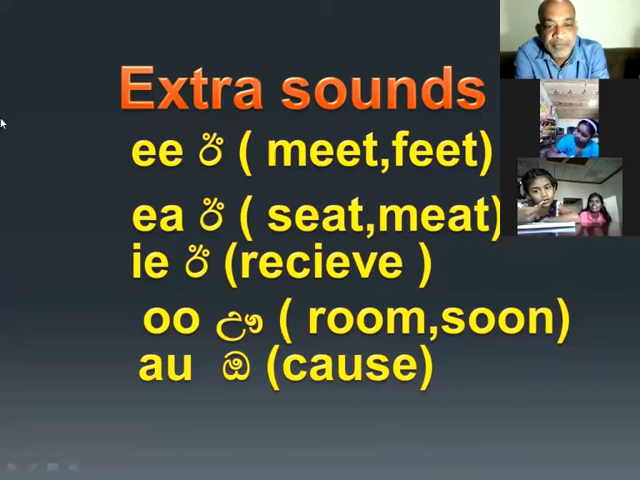 Extra sounds
ee ඊ ( meet,feet)
ea ඊ ( seat,meat)
ie ඊ (recieve )
oo ඌ ( room,soon)
au ඔ (cause)